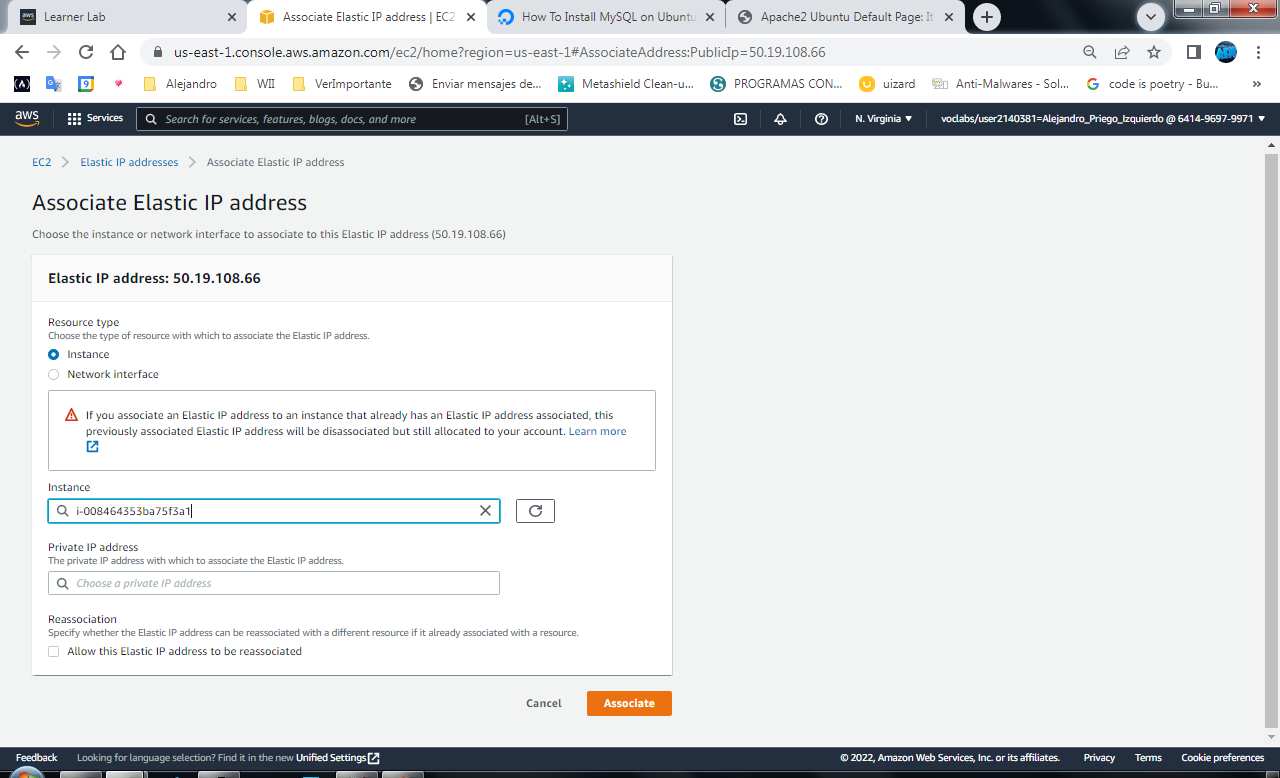 Learner Lab
Associate Elastic IP address | EC2
How To Install MySQL on Ubuntu
Apache2 Ubuntu Default Page: It
us-east-1.console.aws.amazon.com/ec2/home?region=us-east-1#AssociateAddress:PublicIp=50.19.108.66
Alejandro
WII
VerImportante
Enviar mensajes de...
Metashield Clean-u...
PROGRAMAS CON...
uizard
Anti-Malwares - Sol...
code is poetry - Bu...
»
aws
Services
Search for services, features, blogs, docs, and more
[Alt+S]
N. Virginia
voclabs/user2140381=Alejandro_Priego_Izquierdo @ 6414-9697-9971
EC2
Elastic IP addresses
Associate Elastic IP address
Associate Elastic IP address
Choose the instance or network interface to associate to this Elastic IP address (50.19.108.66)
Elastic IP address: 50.19.108.66
Resource type
Choose the type of resource with which to associate the Elastic IP address.
Instance
Network interface
If you associate an Elastic IP address to an instance that already has an Elastic IP address associated, this
previously associated Elastic IP address will be disassociated but still allocated to your account. Learn more
Instance
i-008464353ba75f3a1
Private IP address
The private IP address with which to associate the Elastic IP address.
Choose a private IP address
Reassociation
Specify whether the Elastic IP address can be reassociated with a different resource if it already associated with a resource.
Allow this Elastic IP address to be reassociated
Cancel
Associate
Feedback
Looking for language selection? Find it in the new Unified Settings
© 2022, Amazon Web Services, Inc. or its affiliates.
Privacy
Terms
Cookie preferences